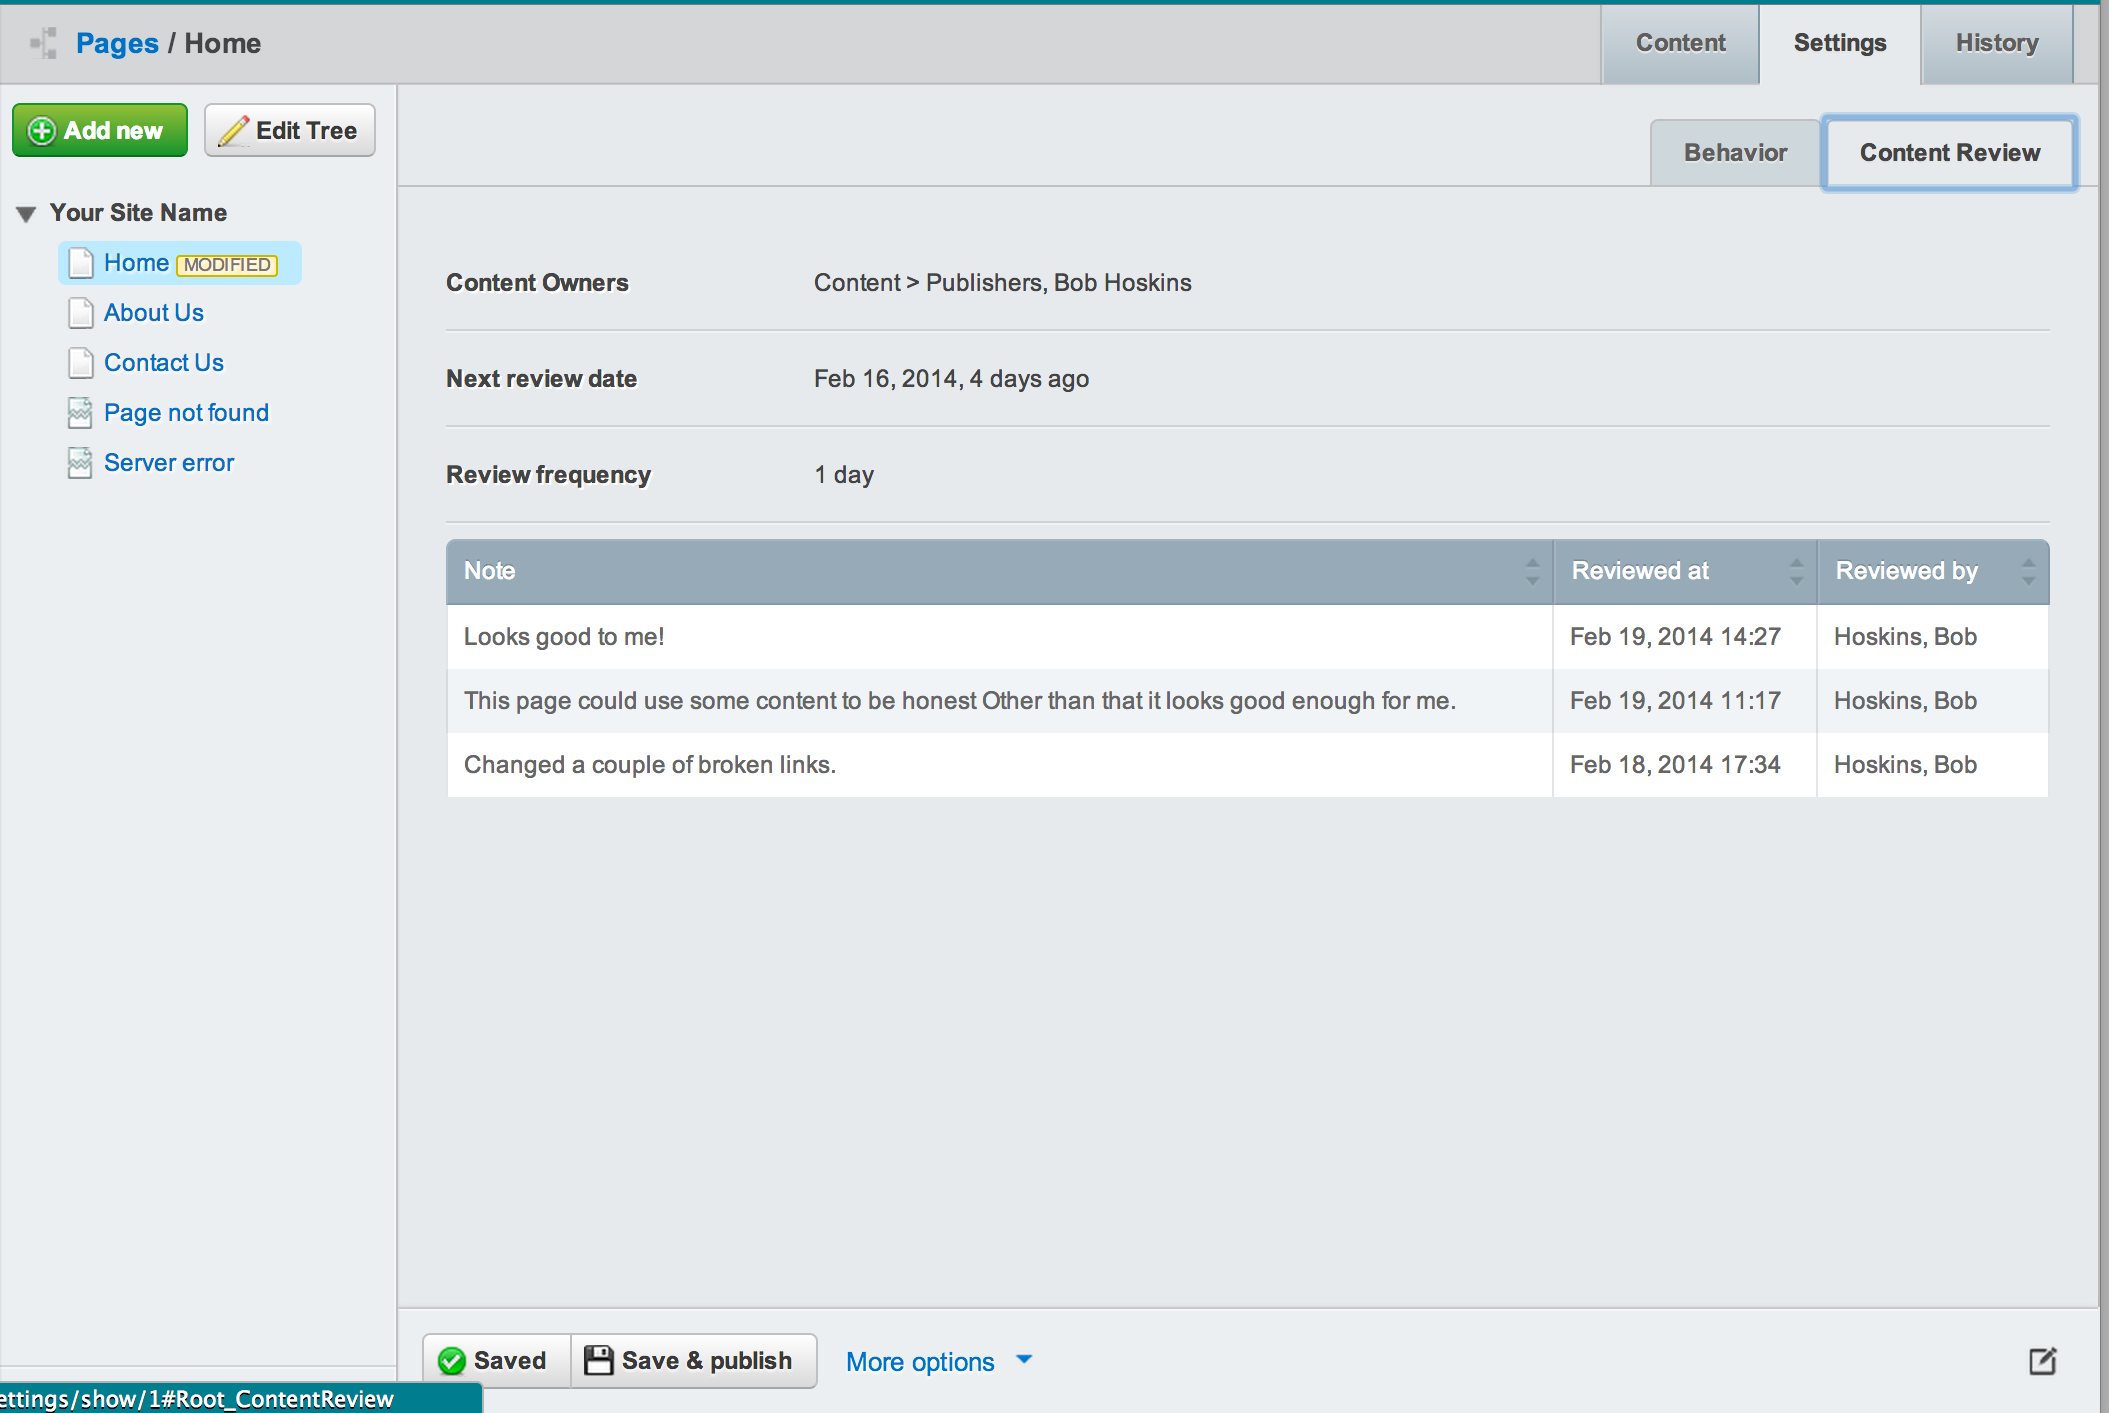 Pages / Home
Content
Settings
History
Add new
Edit Tree
Behavior
Content Review
Your Site Name
Home MODIFIED
About Us
Contact Us
Page not found
Server error
Content Owners Content > Publishers, Bob Hoskins
Next review date Feb 16, 2014, 4 days ago
Review frequency 1 day
Note Reviewed at Reviewed by
Looks good to me! Feb 19, 2014 14:27 Hoskins, Bob
This page could use some content to be honest Other than that it looks good enough for me. Feb 19, 2014 11:17 Hoskins, Bob
Changed a couple of broken links. Feb 18, 2014 17:34 Hoskins, Bob
Saved
Save & publish
More options
ettings/show/1#Root_ContentReview